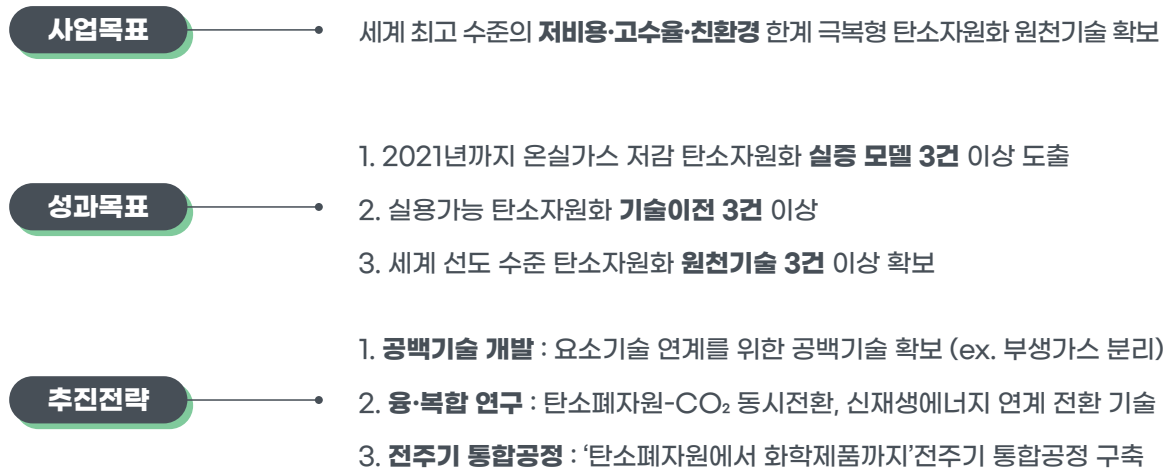 사업목표
세계 최고 수준의 저비용·고수율·친환경 한계 극복형 탄소자원화 원천기술 확보
성과목표
1. 2021년까지 온실가스 저감 탄소자원화 실증 모델 3건 이상 도출
2. 실용가능 탄소자원화 기술이전 3건 이상
3. 세계 선도 수준 탄소자원화 원천기술 3건 이상 확보
추진전략
1. 공백기술 개발 : 요소기술 연계를 위한 공백기술 확보 (ex. 부생가스 분리)
2. 융·복합 연구 : 탄소폐자원-CO₂ 동시전환, 신재생에너지 연계 전환 기술
3. 전주기 통합공정 : ‘탄소폐자원에서 화학제품까지’전주기 통합공정 구축